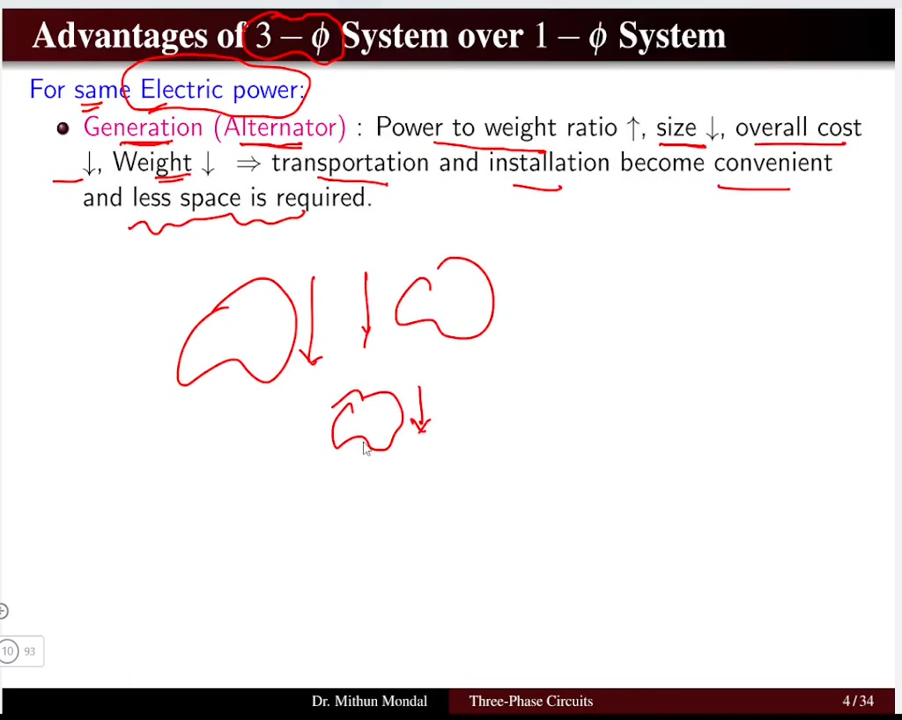 Advantages of 3 − ϕ System over 1 − ϕ System
For same Electric power:
Generation (Alternator) : Power to weight ratio ↑, size ↓, overall cost
↓, Weight ↓ ⇒ transportation and installation become convenient
and less space is required.
10 93
Dr. Mithun Mondal Three-Phase Circuits 4 / 34